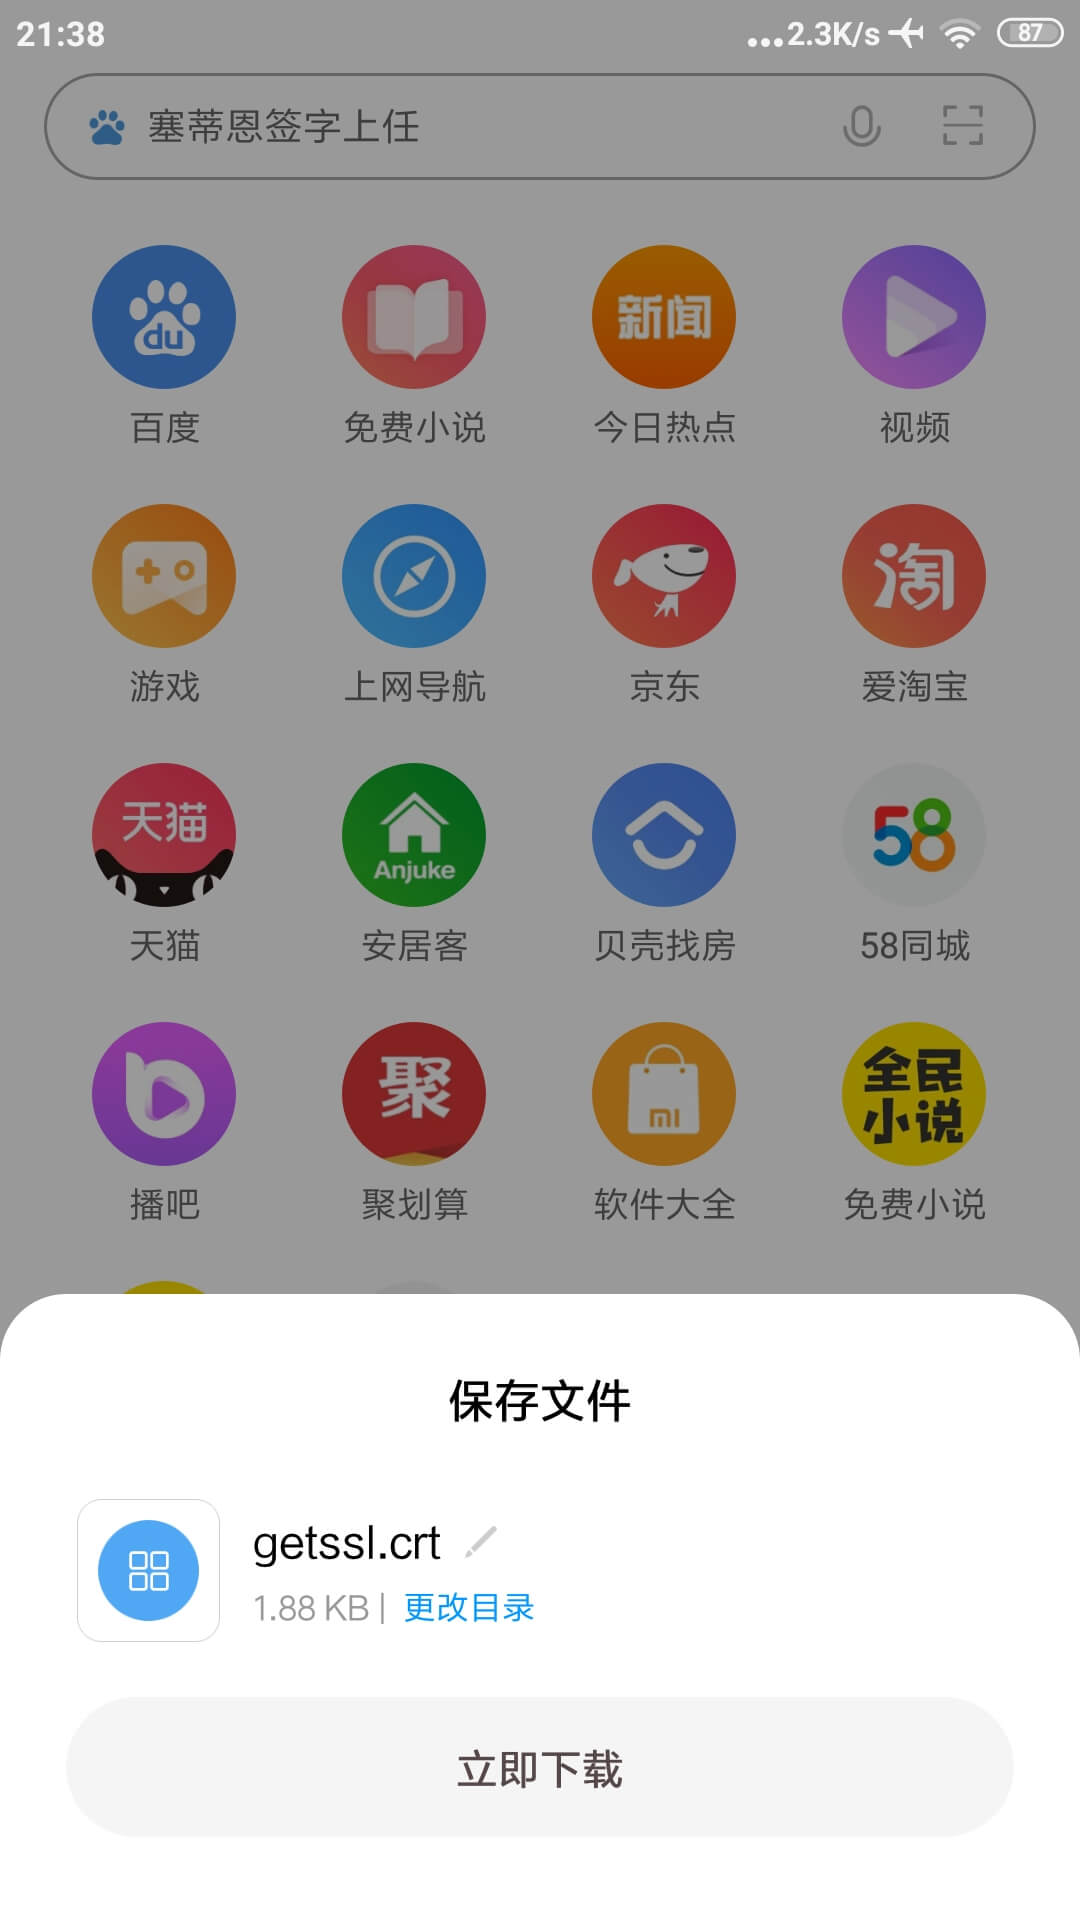 21:38
...2.3K/s
87
塞蒂恩签字上任
du
新闻
百度
免费小说
今日热点
视频
淘
游戏
上网导航
京东
爱淘宝
天猫
Anjuke
58
天猫
安居客
贝壳找房
58同城
b
聚
mi
全民
小说
播吧
聚划算
软件大全
免费小说
保存文件
getssl.crt
1.88 KB | 更改目录
立即下载